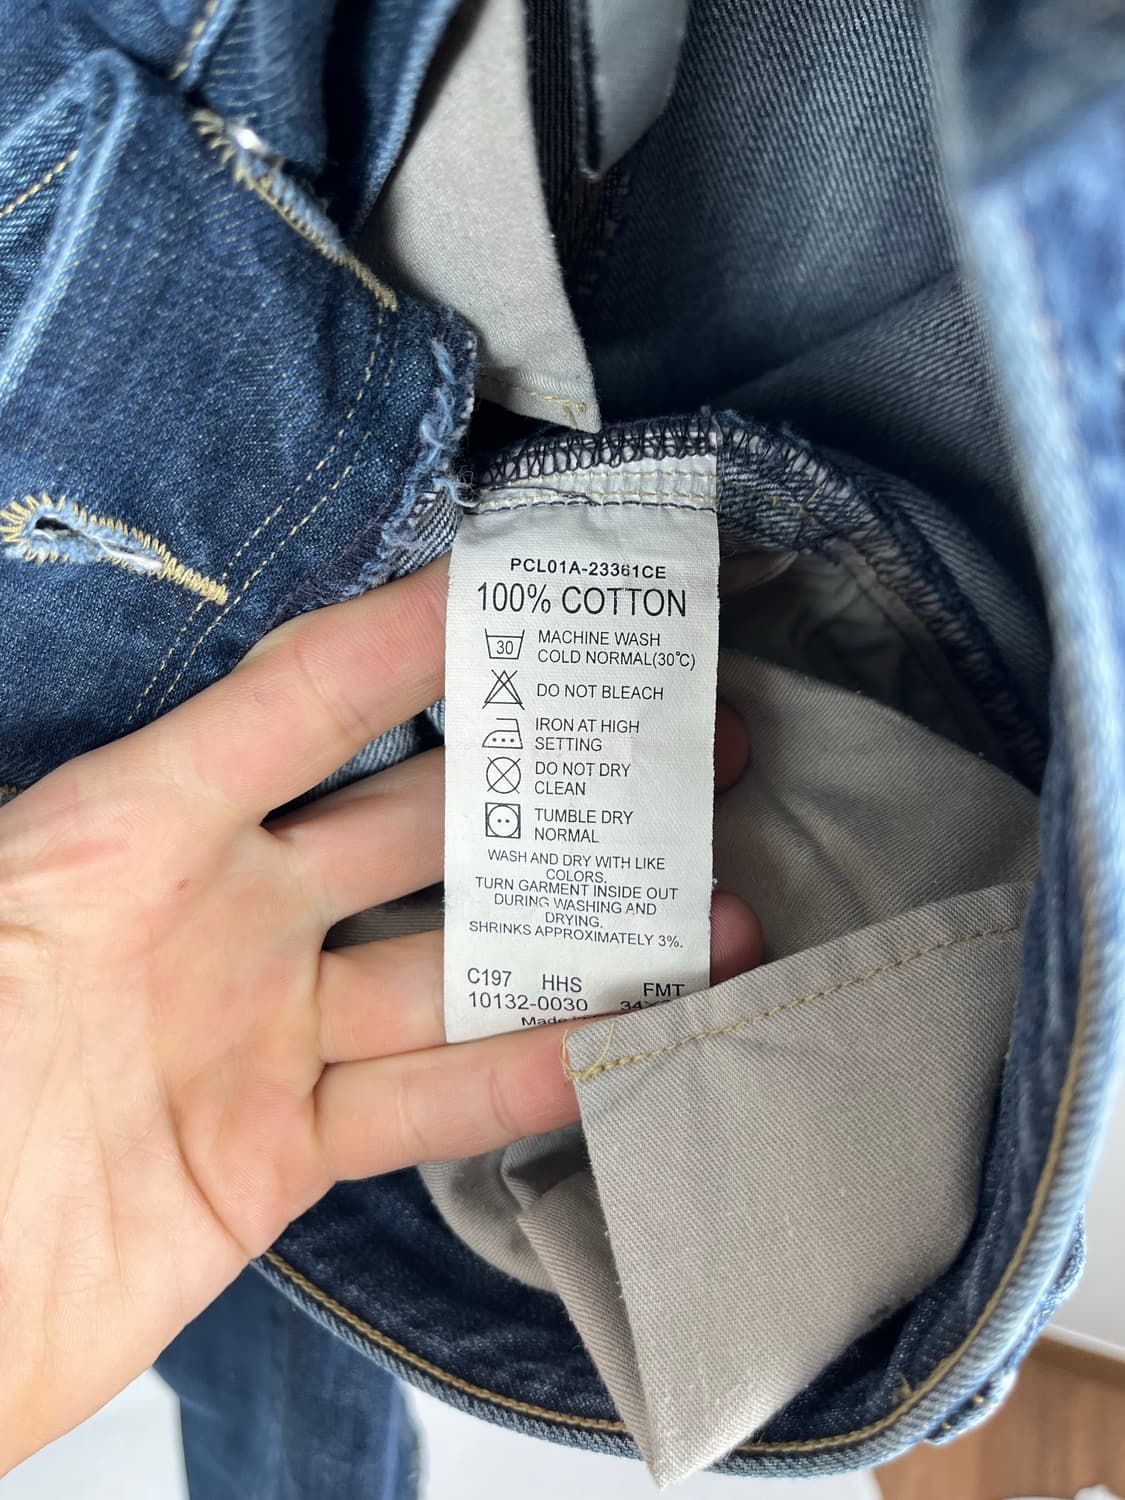 PCL01A-23361CE
100% COTTON
30
MACHINE WASH
COLD NORMAL(30°C)
DO NOT BLEACH
IRON AT HIGH
SETTING
DO NOT DRY
CLEAN
TUMBLE DRY
NORMAL
WASH AND DRY WITH LIKE
COLORS.
TURN GARMENT INSIDE OUT
DURING WASHING AND
DRYING.
SHRINKS APPROXIMATELY 3%.
C197 HHS FMT
10132-0030
Made